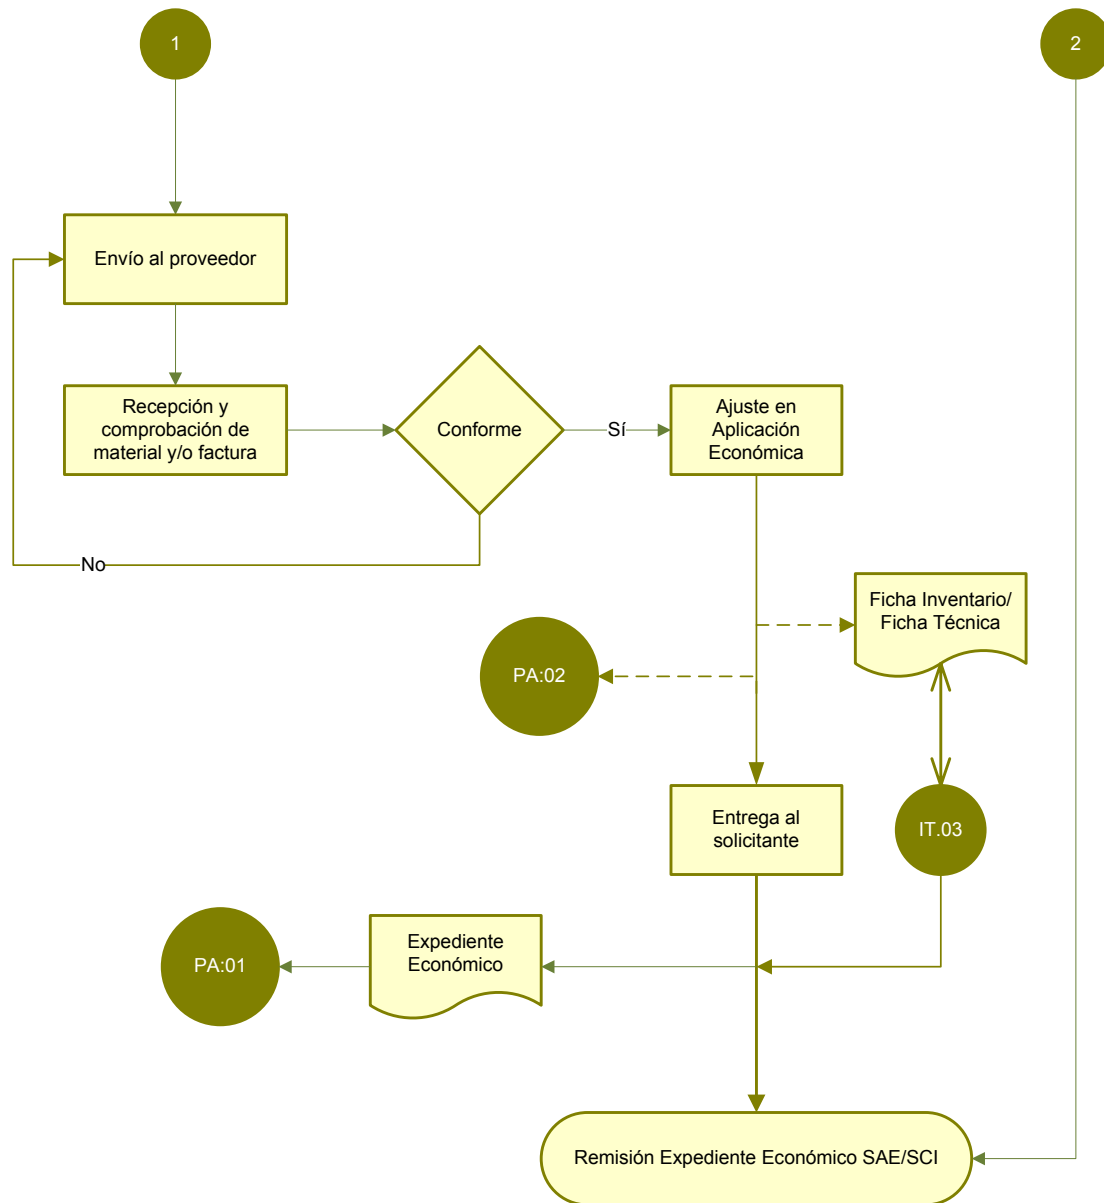 1
2
Envío al proveedor
Recepción y
comprobación de
material y/o factura
Conforme
Sí
Ajuste en
Aplicación
Económica
No
Ficha Inventario/
Ficha Técnica
PA:02
Entrega al
solicitante
IT.03
PA:01
Expediente
Económico
Remisión Expediente Económico SAE/SCI